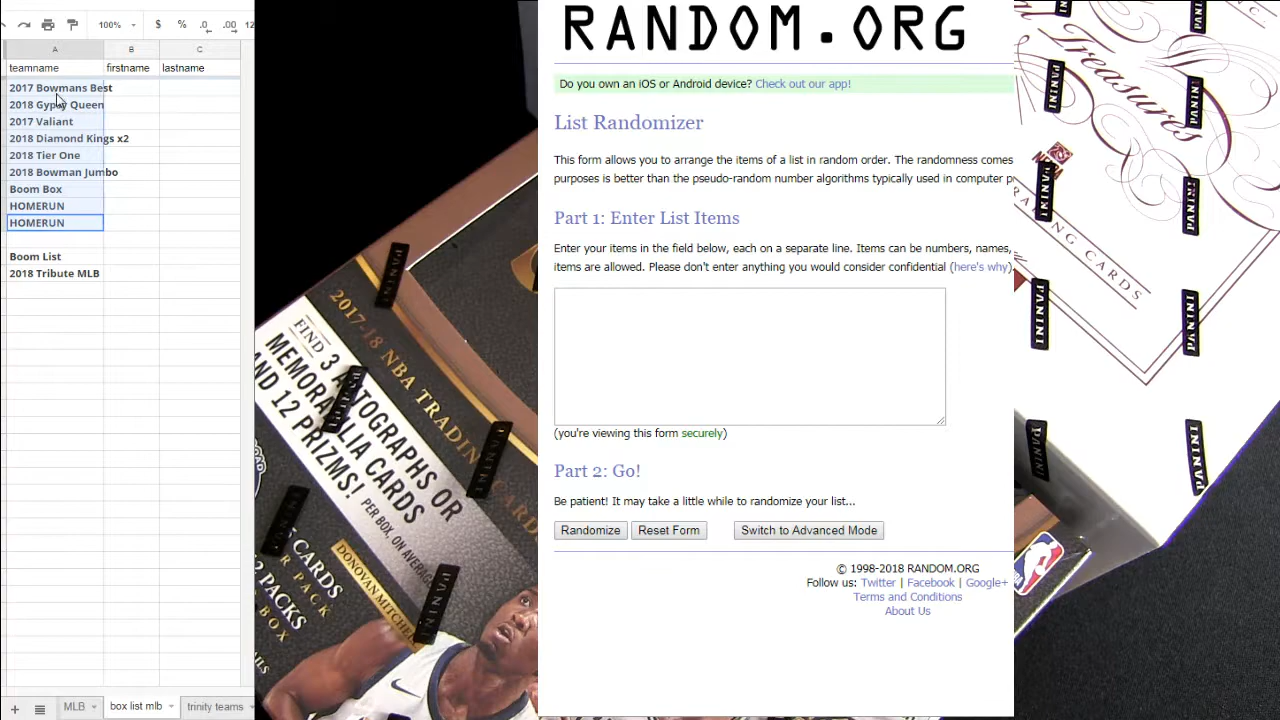 100%
$
%
.0
.00
12
A
B
C
teamname
firstname
lastname
2017 Bowmans Best
2018 Gypsy Queen
2017 Valiant
2018 Diamond Kings x2
2018 Tier One
2018 Bowman Jumbo
Boom Box
HOMERUN
HOMERUN
Boom List
2018 Tribute MLB
MLB
box list mlb
trinity teams
2017-18 NBA TRADING CARDS
FIND 3 AUTOGRAPHS OR
MEMORABILIA CARDS
AND 12 PRIZMS!
PER BOX, ON AVERAGE
CARDS
PACK
12 PACKS
BOX
DONOVAN MITCHELL
PANINI
PANINI
PANINI
PANINI
PANINI
RANDOM.ORG
Do you own an iOS or Android device? Check out our app!
List Randomizer
This form allows you to arrange the items of a list in random order. The randomness comes
purposes is better than the pseudo-random number algorithms typically used in computer p
Part 1: Enter List Items
Enter your items in the field below, each on a separate line. Items can be numbers, names,
items are allowed. Please don't enter anything you would consider confidential (here's why).
(you're viewing this form securely)
Part 2: Go!
Be patient! It may take a little while to randomize your list...
Randomize
Reset Form
Switch to Advanced Mode
© 1998-2018 RANDOM.ORG
Follow us: Twitter | Facebook | Google+
Terms and Conditions
About Us
Treasures
NBA
TRADING CARDS
PANINI
PANINI
PANINI
PANINI
PANINI
PANINI
PANINI
PANINI
NBA